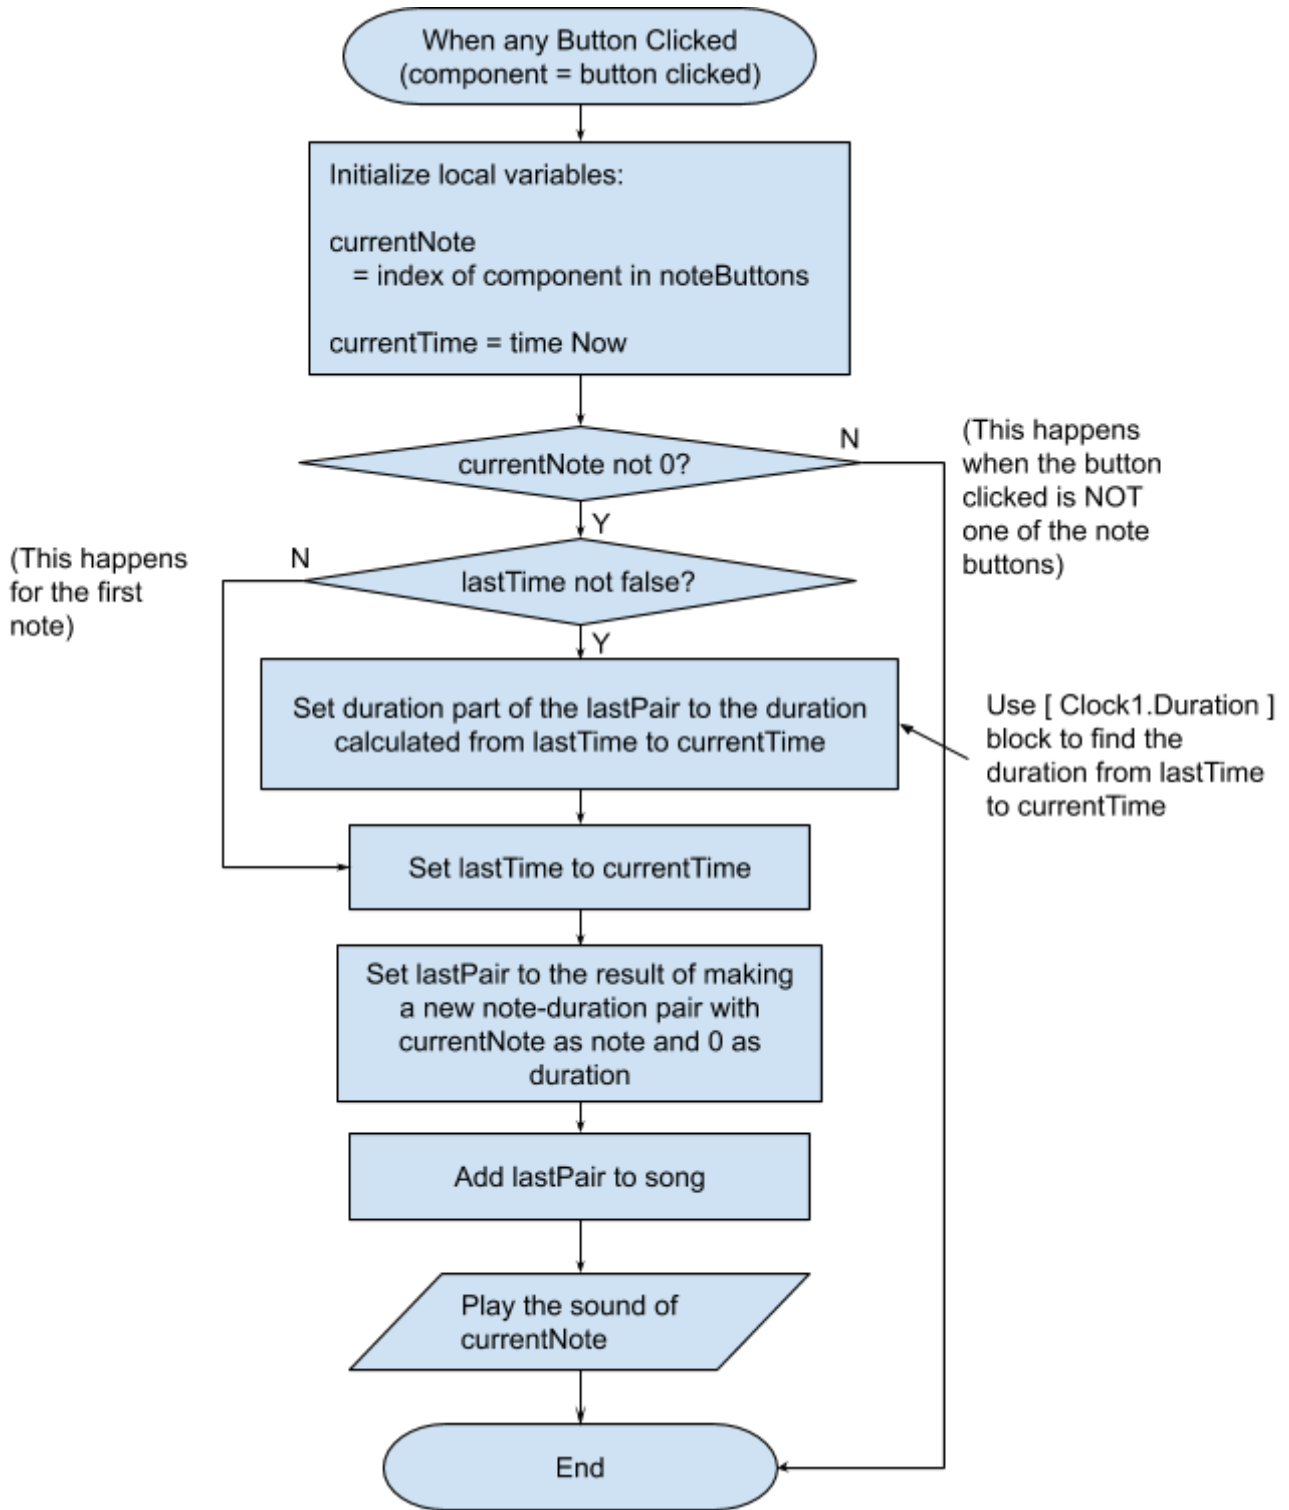 When any Button Clicked
(component = button clicked)
Initialize local variables:
currentNote
= index of component in noteButtons
currentTime = time Now
currentNote not 0?
N
(This happens
when the button
clicked is NOT
one of the note
buttons)
Y
(This happens
for the first
note)
N
lastTime not false?
Y
Set duration part of the lastPair to the duration
calculated from lastTime to currentTime
Use [ Clock1.Duration ]
block to find the
duration from lastTime
to currentTime
Set lastTime to currentTime
Set lastPair to the result of making
a new note-duration pair with
currentNote as note and 0 as
duration
Add lastPair to song
Play the sound of
currentNote
End